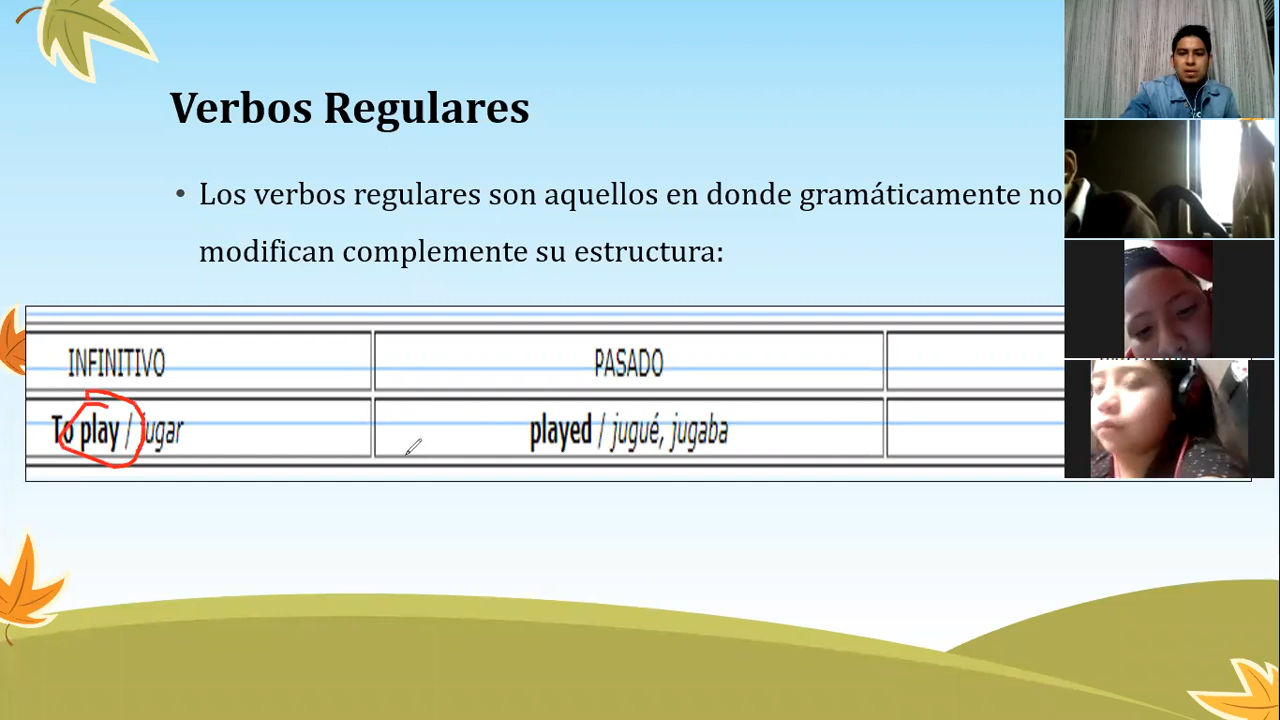 Verbos Regulares
• Los verbos regulares son aquellos en donde gramáticamente no
modifican complemente su estructura:
INFINITIVO PASADO
To play / jugar played / jugué, jugaba